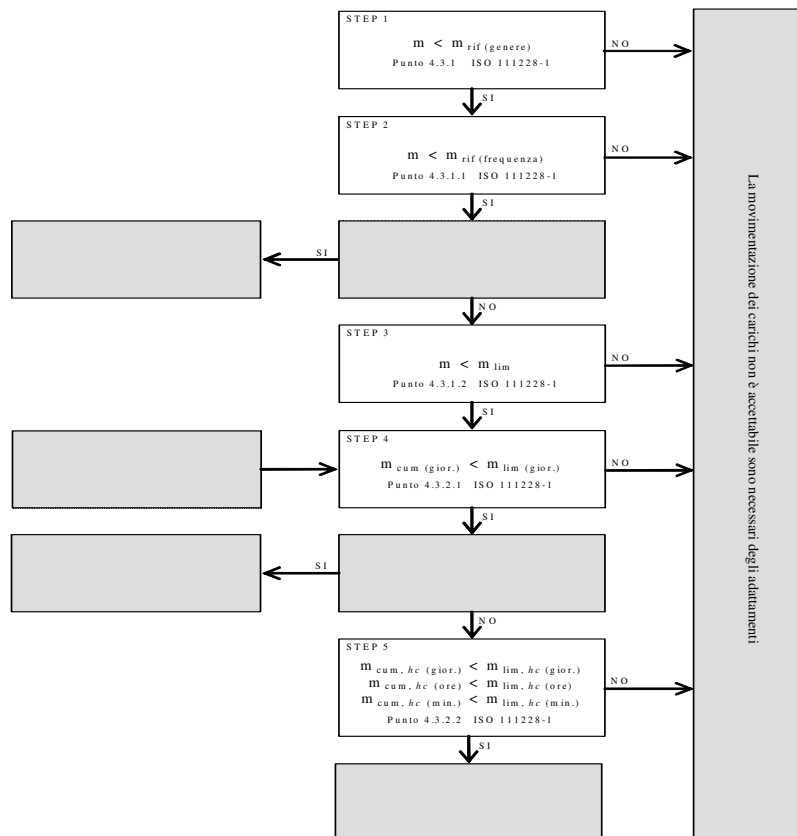 STEP 1
m < m rif (genere)
Punto 4.3.1 ISO 111228-1
NO
SI
STEP 2
m < m rif (frequenza)
Punto 4.3.1.1 ISO 111228-1
NO
SI
SI
NO
STEP 3
m < m lim
Punto 4.3.1.2 ISO 111228-1
NO
SI
STEP 4
m cum (gior.) < m lim (gior.)
Punto 4.3.2.1 ISO 111228-1
NO
SI
SI
NO
STEP 5
m cum, hc (gior.) < m lim, hc (gior.)
m cum, hc (ore) < m lim, hc (ore)
m cum, hc (min.) < m lim, hc (min.)
Punto 4.3.2.2 ISO 111228-1
NO
SI
La movimentazione dei carichi non è accettabile sono necessari degli adattamenti